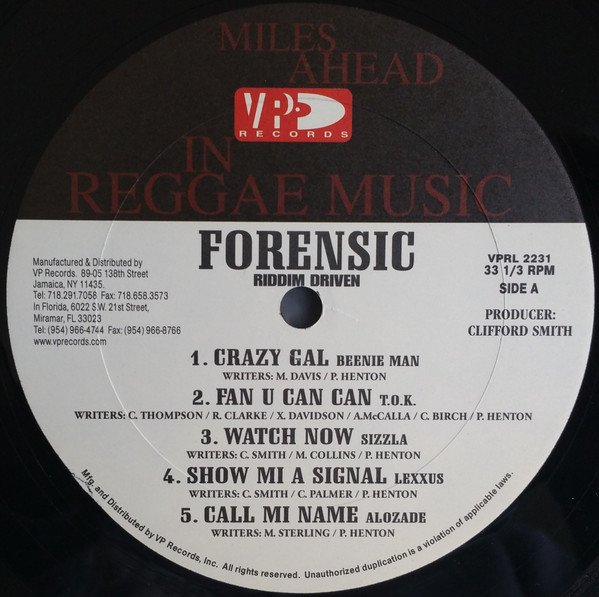 MILES
AHEAD
VP
RECORDS
IN
REGGAE MUSIC
FORENSIC
RIDDIM DRIVEN
Manufactured & Distributed by
VP Records. 89-05 138th Street
Jamaica, NY 11435.
Tel: 718.291.7058 Fax: 718.658.3573
In Florida, 6022 S.W. 21st Street,
Miramar, FL 33023
Tel: (954) 966-4744 Fax: (954) 966-8766
www.vprecords.com
VPRL 2231
33 1/3 RPM
SIDE A
PRODUCER:
CLIFFORD SMITH
1. CRAZY GAL BEENIE MAN
WRITERS: M. DAVIS / P. HENTON
2. FAN U CAN CAN T.O.K.
WRITERS: C. THOMPSON / R. CLARKE / X. DAVIDSON / A.McCALLA / C. BIRCH / P. HENTON
3. WATCH NOW SIZZLA
WRITERS: C. SMITH / M. COLLINS / P. HENTON
4. SHOW MI A SIGNAL LEXXUS
WRITERS: C. SMITH / C. PALMER / P. HENTON
5. CALL MI NAME ALOZADE
WRITERS: M. STERLING / P. HENTON
Mfg. and Distributed by VP Records, Inc. All rights reserved. Unauthorized duplication is a violation of applicable laws.